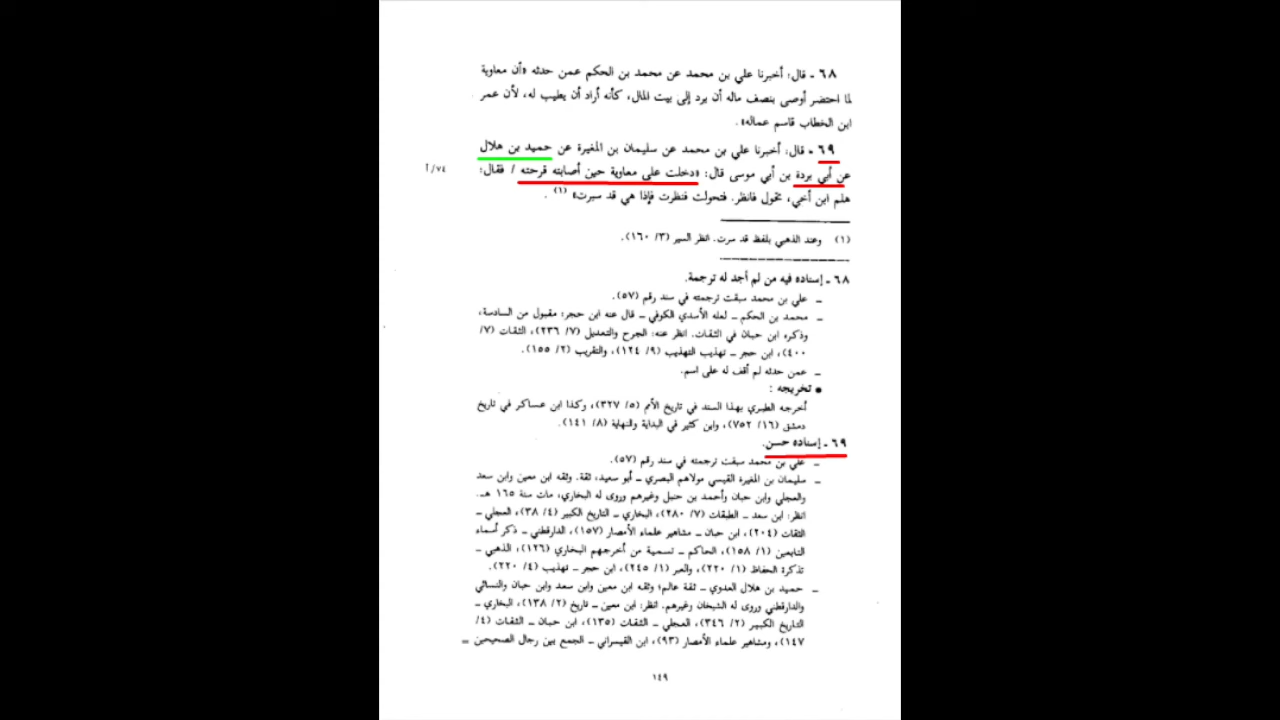 ٦٨ - قال: أخبرنا علي بن محمد عن محمد بن الحكم عمن حدثه «أن معاوية
لما احتضر أوصى بنصف ماله أن يرد إلى بيت المال، كأنه أراد أن يطيب له، لأن عمر
ابن الخطاب قاسم عماله».
٦٩ - قال: أخبرنا علي بن محمد عن سليمان بن المغيرة عن حميد بن هلال
عن أبي بردة بن أبي موسى قال: «دخلت على معاوية حين أصابته قرحته / فقال: ٧٤/أ
هلم ابن أخي، تحول فانظر. فتحولت فنظرت فإذا هي قد سبرت» (١).
(١) وعند الذهبي بلفظ قد سرت. انظر السير (٣/ ١٦٠).
٦٨ - إسناده فيه من لم أجد له ترجمة.
– علي بن محمد سبقت ترجمته في سند رقم (٥٧).
– محمد بن الحكم – لعله الأسدي الكوفي – قال عنه ابن حجر: مقبول من السادسة،
وذكره ابن حبان في الثقات. انظر عنه: الجرح والتعديل (٧/ ٢٣٦)، الثقات (٧/
٤٠٠)، ابن حجر – تهذيب التهذيب (٩/ ١٢٤)، والتقريب (٢/ ١٥٥).
– عمن حدثه لم أقف له على اسم.
● تخريجه :
أخرجه الطبري بهذا السند في تاريخ الأمم (٥/ ٣٢٧)، وكذا ابن عساكر في تاريخ
دمشق (١٦/ ٧٥٢)، وابن كثير في البداية والنهاية (٨/ ١٤١).
٦٩ - إسناده حسن.
– علي بن محمد سبقت ترجمته في سند رقم (٥٧).
– سليمان بن المغيرة القيسي مولاهم البصري – أبو سعيد، ثقة. وثقه ابن معين وابن سعد
والعجلي وابن حبان وأحمد بن حنبل وغيرهم وروى له البخاري، مات سنة ١٦٥ هـ.
انظر: ابن سعد – الطبقات (٧/ ٢٨٠)، البخاري – التاريخ الكبير (٤/ ٣٨)، العجلي –
الثقات (٢٠٤)، ابن حبان – مشاهير علماء الأمصار (١٥٧)، الدارقطني – ذكر أسماء
التابعين (١/ ١٥٨)، الحاكم – تسمية من أخرجهم البخاري (١٢٦)، الذهبي –
تذكرة الحفاظ (١/ ٢٢٠)، والعبر (١/ ٢٤٥)، ابن حجر – تهذيب (٤/ ٢٢٠).
– حميد بن هلال العدوي – ثقة عالم؛ وثقه ابن معين وابن سعد وابن حبان والنسائي
والدارقطني وروى له الشيخان وغيرهم. انظر: ابن معين – تاريخ (٢/ ١٣٨)، البخاري –
التاريخ الكبير (٢/ ٣٤٦)، العجلي – الثقات (١٣٥)، ابن حبان – الثقات (٤/
١٤٧)، ومشاهير علماء الأمصار (٩٣)، ابن القيسراني – الجمع بين رجال الصحيحين =
١٤٩